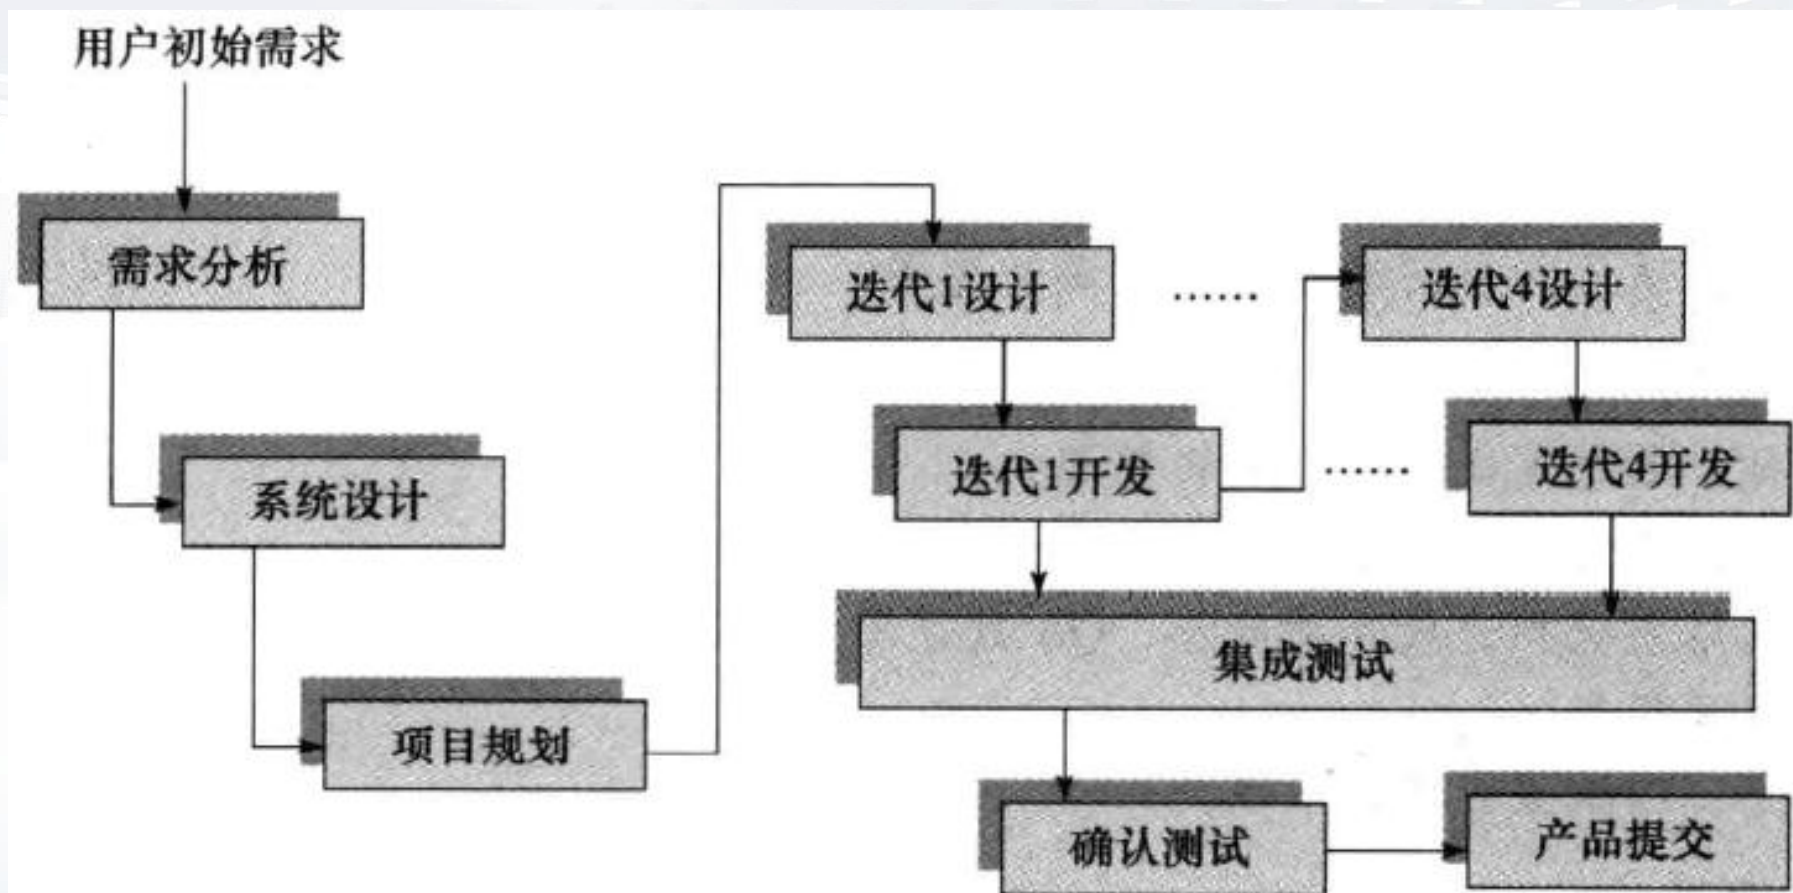 用户初始需求
需求分析
系统设计
项目规划
迭代1设计
……
迭代4设计
迭代1开发
……
迭代4开发
集成测试
确认测试
产品提交